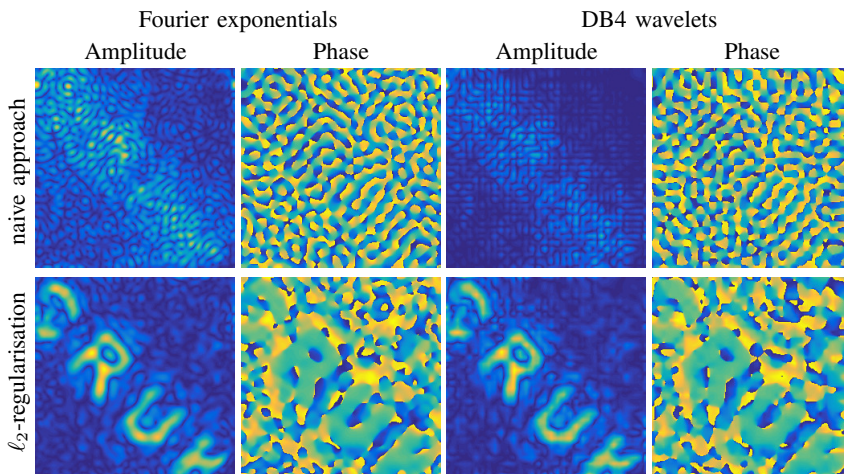 Fourier exponentials DB4 wavelets
Amplitude Phase Amplitude Phase
naive approach
ℓ2-regularisation
R